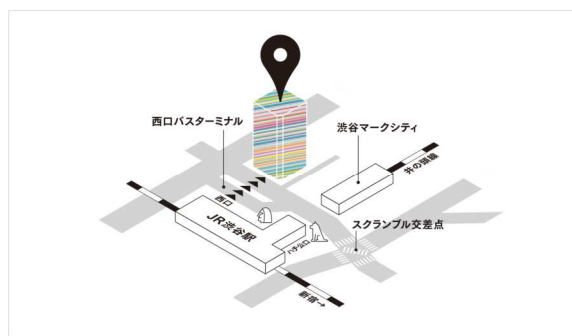 西口バスターミナル
渋谷マークシティ
井の頭線
西口
JR渋谷駅
ハチ公口
スクランブル交差点
新宿→